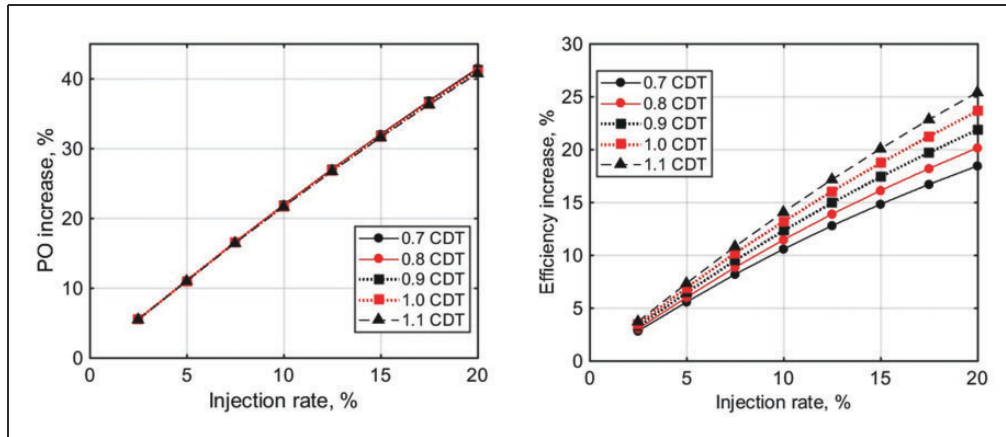 PO increase, %
40
30
20
10
0
0 5 10 15 20
Injection rate, %
0.7 CDT
0.8 CDT
0.9 CDT
1.0 CDT
1.1 CDT
Efficiency increase, %
30
25
20
15
10
5
0
0 5 10 15 20
Injection rate, %
0.7 CDT
0.8 CDT
0.9 CDT
1.0 CDT
1.1 CDT